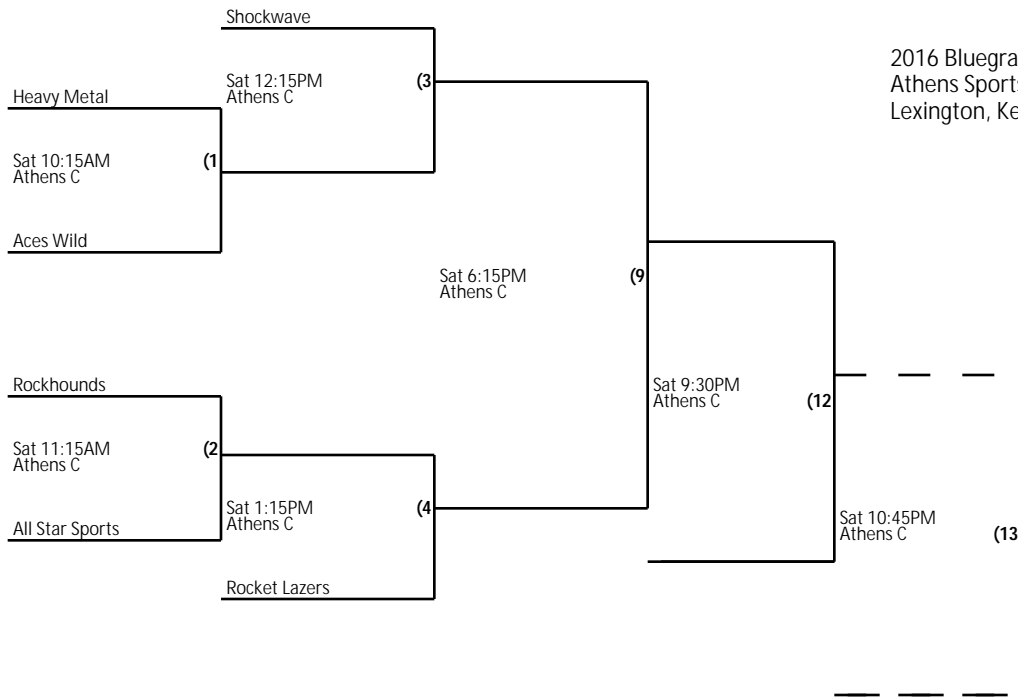 Shockwave
2016 Bluegra
Athens Sport
Lexington, Ke
Sat 12:15PM
Athens C
(3
Heavy Metal
Sat 10:15AM
Athens C
(1
Aces Wild
Sat 6:15PM
Athens C
(9
Rockhounds
Sat 9:30PM
Athens C
(12
Sat 11:15AM
Athens C
(2
Sat 1:15PM
Athens C
(4
All Star Sports
Sat 10:45PM
Athens C
(13
Rocket Lazers